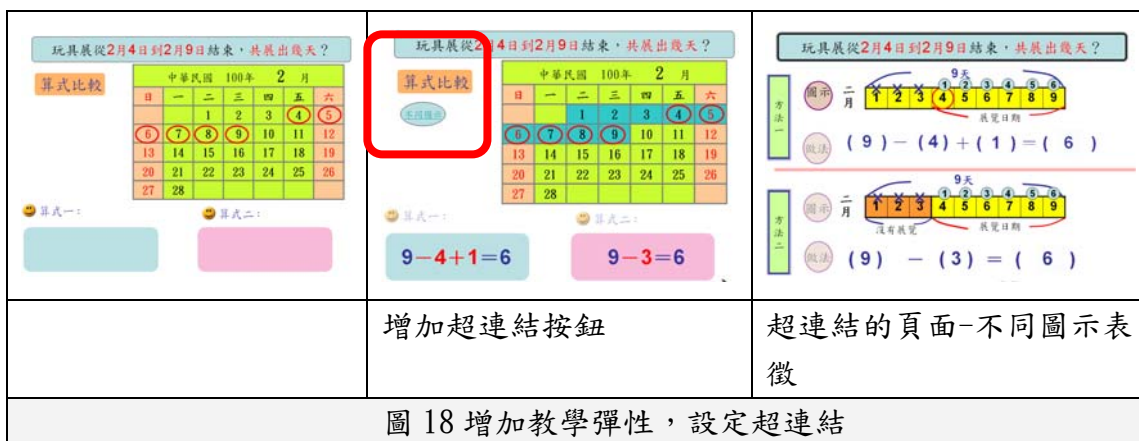 玩具展從2月4日到2月9日結束，共展出幾天？
算式比較
中華民國 100年 2 月
日 一 二 三 四 五 六
1 2 3 4 5
6 7 8 9 10 11 12
13 14 15 16 17 18 19
20 21 22 23 24 25 26
27 28
算式一：
算式二：
玩具展從2月4日到2月9日結束，共展出幾天？
算式比較
中華民國 100年 2 月
日 一 二 三 四 五 六
1 2 3 4 5
6 7 8 9 10 11 12
13 14 15 16 17 18 19
20 21 22 23 24 25 26
27 28
算式一：
算式二：
9－4＋1＝6
9－3＝6
玩具展從2月4日到2月9日結束，共展出幾天？
方法一
圖示
二月
9天
1 2 3 4 5 6
1 2 3 4 5 6 7 8 9
展覽日期
做法
( 9 ) － ( 4 ) ＋ ( 1 ) ＝ ( 6 )
方法二
圖示
二月
9天
1 2 3 4 5 6
1 2 3 4 5 6 7 8 9
沒有展覽
展覽日期
做法
( 9 ) － ( 3 ) ＝ ( 6 )
增加超連結按鈕
超連結的頁面-不同圖示表
徵
圖 18 增加教學彈性，設定超連結